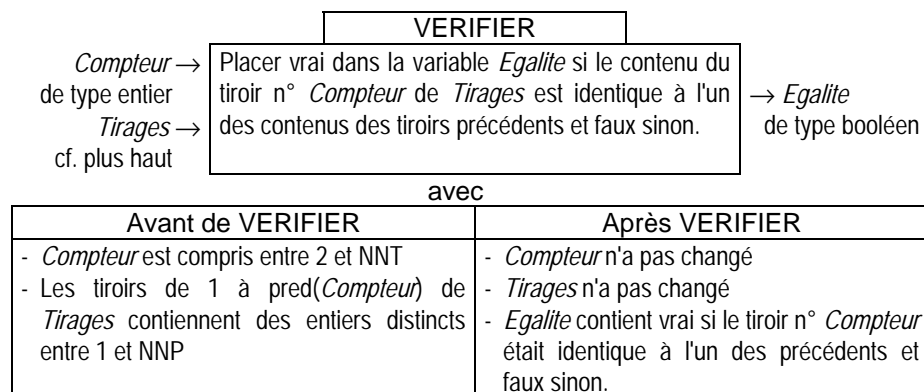 VERIFIER
Compteur →
de type entier
Tirages →
cf. plus haut
Placer vrai dans la variable Egalite si le contenu du
tiroir n° Compteur de Tirages est identique à l'un
des contenus des tiroirs précédents et faux sinon.
→ Egalite
de type booléen
avec
Avant de VERIFIER
- Compteur est compris entre 2 et NNT
- Les tiroirs de 1 à pred(Compteur) de
Tirages contiennent des entiers distincts
entre 1 et NNP
Après VERIFIER
- Compteur n'a pas changé
- Tirages n'a pas changé
- Egalite contient vrai si le tiroir n° Compteur
était identique à l'un des précédents et
faux sinon.